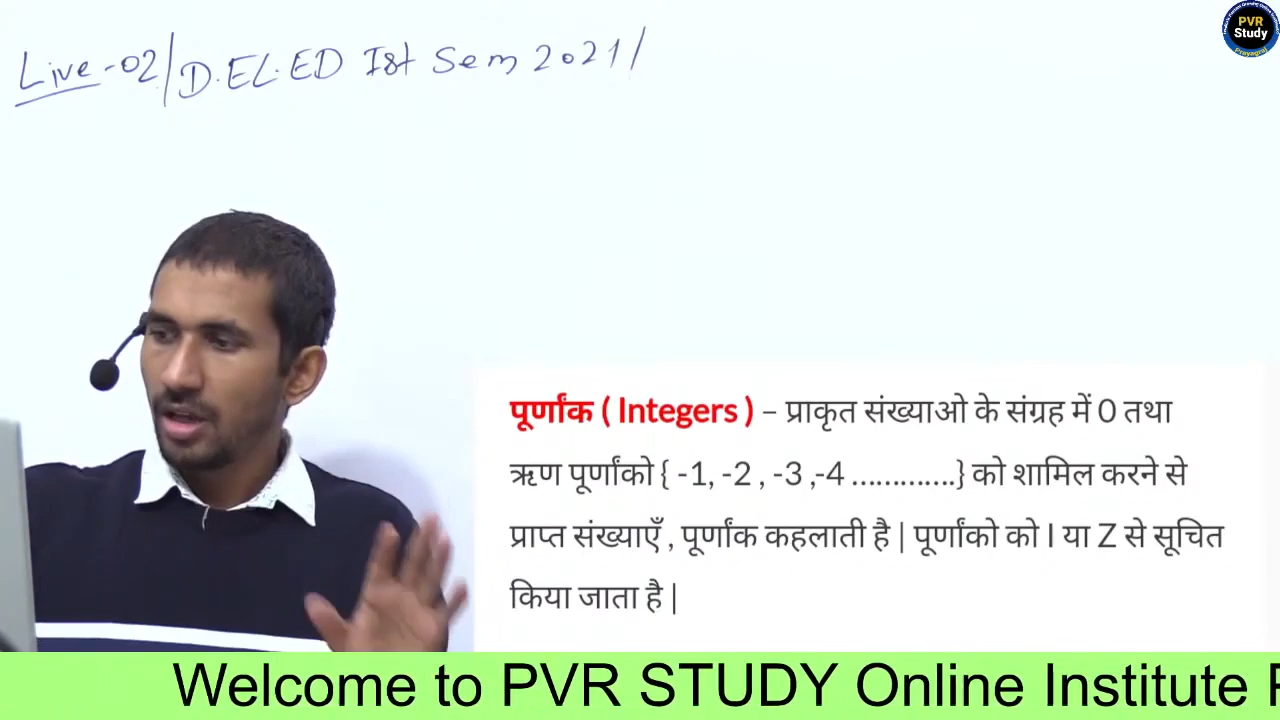 Live-02/D.EL.ED Ist Sem 2021/
PVR
Study
Prayagraj
पूर्णांक ( Integers ) – प्राकृत संख्याओ के संग्रह में 0 तथा
ऋण पूर्णांको { -1, -2 , -3 ,-4 .............} को शामिल करने से
प्राप्त संख्याएँ , पूर्णांक कहलाती है | पूर्णांको को I या Z से सूचित
किया जाता है |
Welcome to PVR STUDY Online Institute